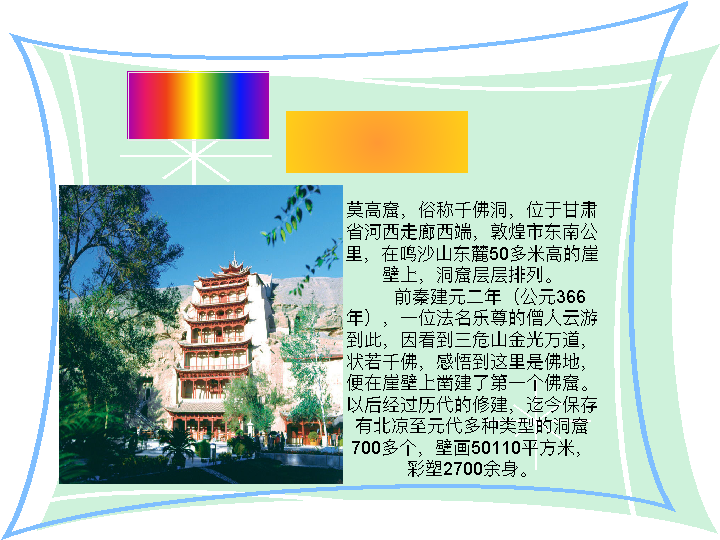 莫高窟，俗称千佛洞，位于甘肃
省河西走廊西端，敦煌市东南公
里，在鸣沙山东麓50多米高的崖
壁上，洞窟层层排列。
前秦建元二年（公元366
年），一位法名乐尊的僧人云游
到此，因看到三危山金光万道，
状若千佛，感悟到这里是佛地，
便在崖壁上凿建了第一个佛窟。
以后经过历代的修建，迄今保存
有北凉至元代多种类型的洞窟
700多个，壁画50110平方米，
彩塑2700余身。